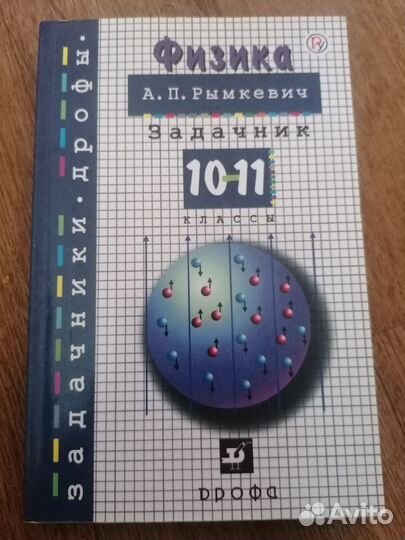 Физика
А.П.Рымкевич
Задачник
10-11
классы
задачники.дрофы.
дрофа
Avito